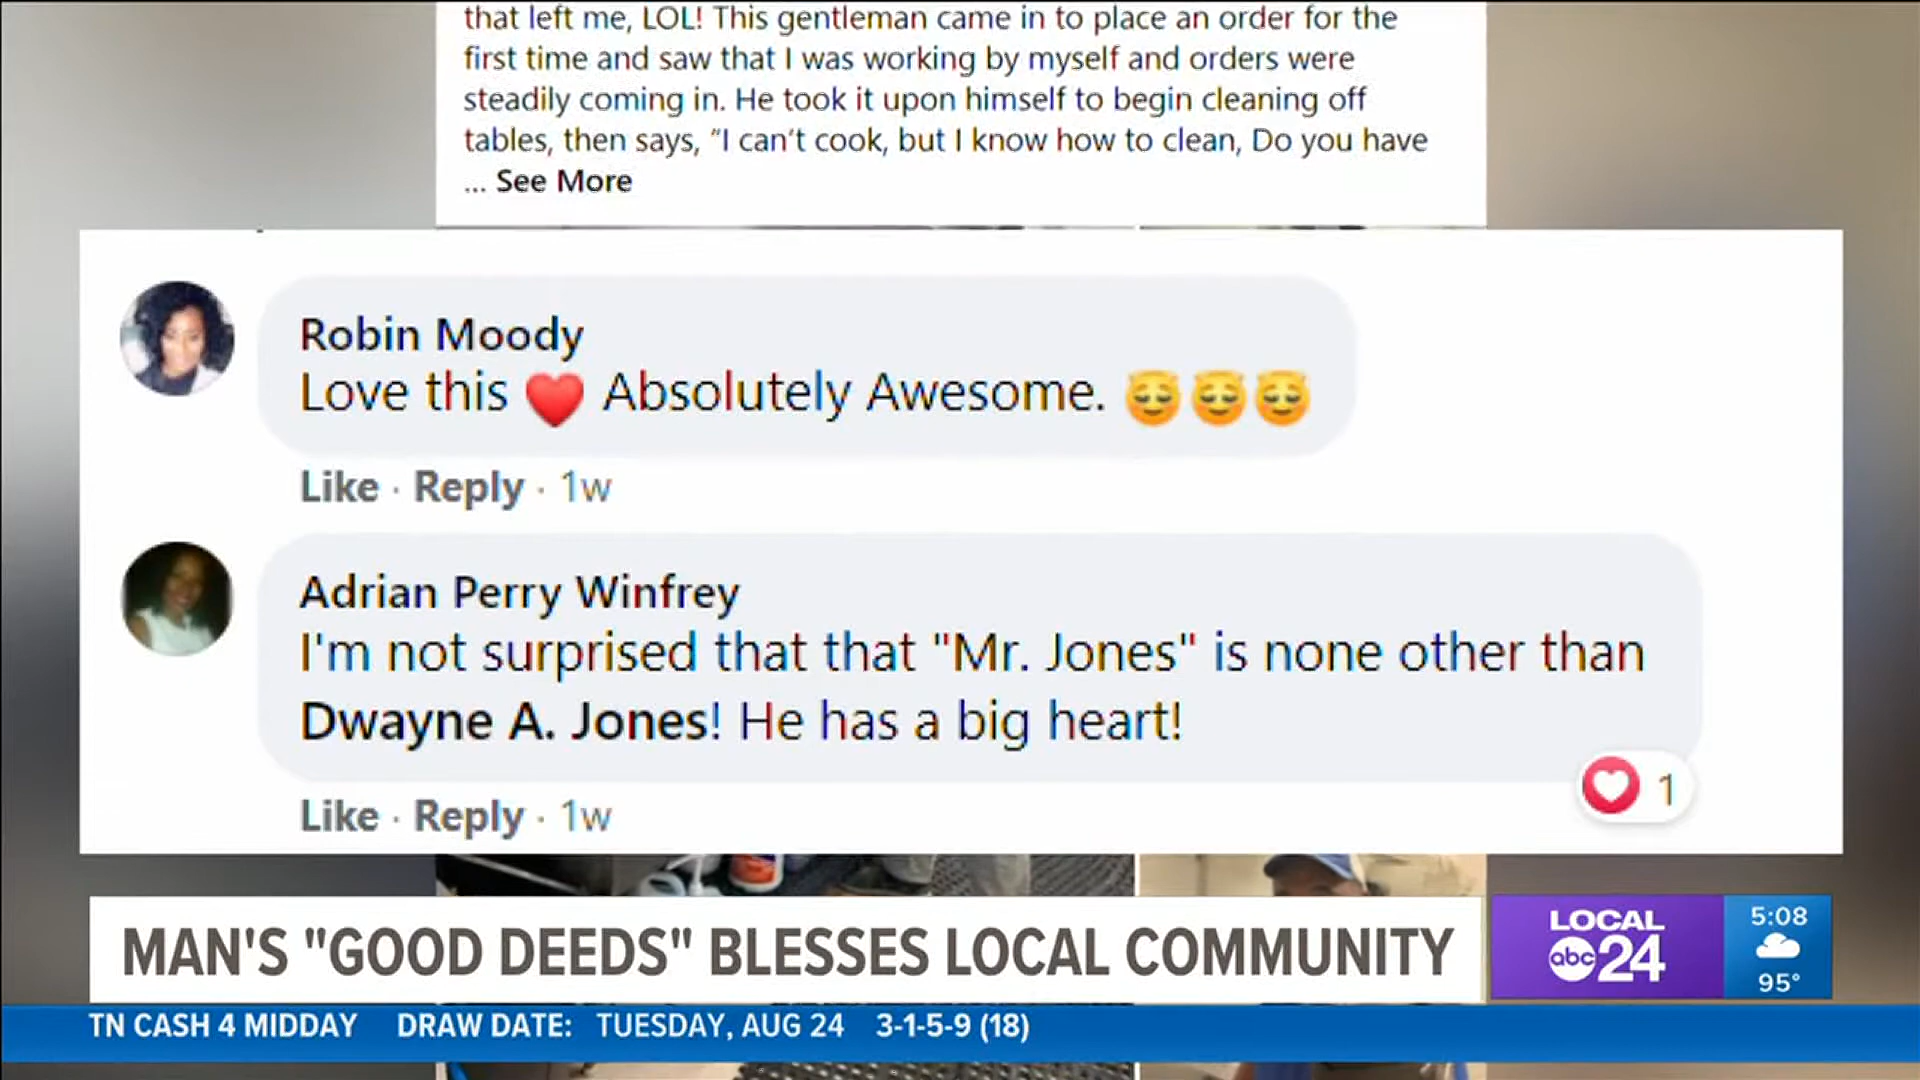 that left me, LOL! This gentleman came in to place an order for the
first time and saw that I was working by myself and orders were
steadily coming in. He took it upon himself to begin cleaning off
tables, then says, "I can't cook, but I know how to clean, Do you have
... See More
Robin Moody
Love this ❤️ Absolutely Awesome. 😇😇😇
Like · Reply · 1w
Adrian Perry Winfrey
I'm not surprised that that "Mr. Jones" is none other than
Dwayne A. Jones! He has a big heart!
1
Like · Reply · 1w
MAN'S "GOOD DEEDS" BLESSES LOCAL COMMUNITY
LOCAL
abc 24
5:08
95°
TN CASH 4 MIDDAY DRAW DATE: TUESDAY, AUG 24 3-1-5-9 (18)